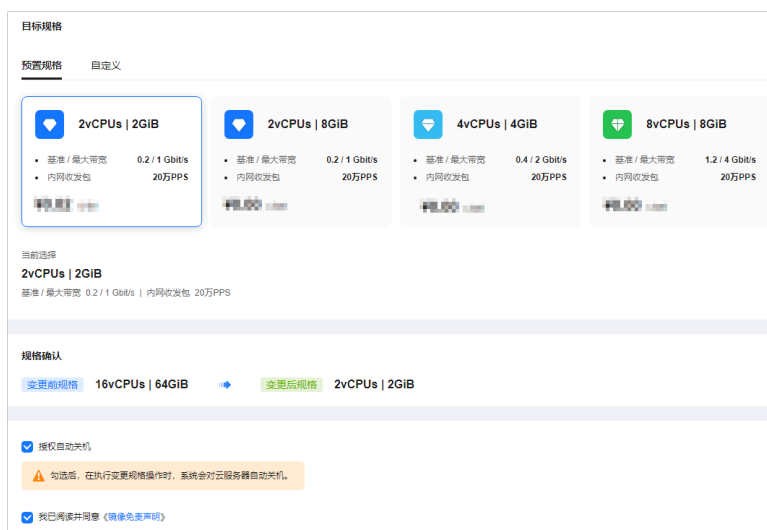 目标规格
预置规格 自定义
2vCPUs | 2GiB
基准 / 最大带宽 0.2 / 1 Gbit/s
内网收发包 20万PPS
2vCPUs | 8GiB
基准 / 最大带宽 0.2 / 1 Gbit/s
内网收发包 20万PPS
4vCPUs | 4GiB
基准 / 最大带宽 0.4 / 2 Gbit/s
内网收发包 20万PPS
8vCPUs | 8GiB
基准 / 最大带宽 1.2 / 4 Gbit/s
内网收发包 20万PPS
当前选择
2vCPUs | 2GiB
基准 / 最大带宽 0.2 / 1 Gbit/s | 内网收发包 20万PPS
规格确认
变更前规格 16vCPUs | 64GiB 变更后规格 2vCPUs | 2GiB
授权自动关机
勾选后，在执行变更规格操作时，系统会对云服务器自动关机。
我已阅读并同意《镜像免责声明》